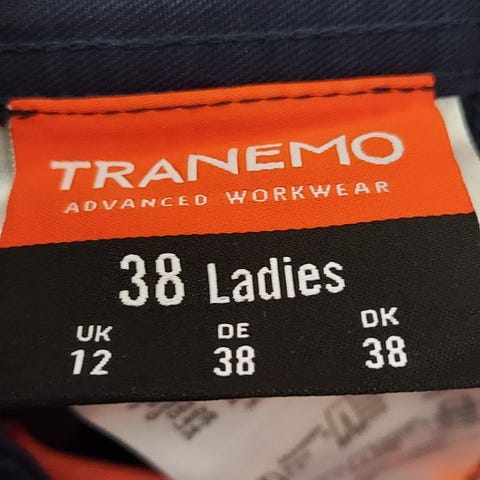 TRANEMO
ADVANCED WORKWEAR
38 Ladies
UK DE DK
12 38 38